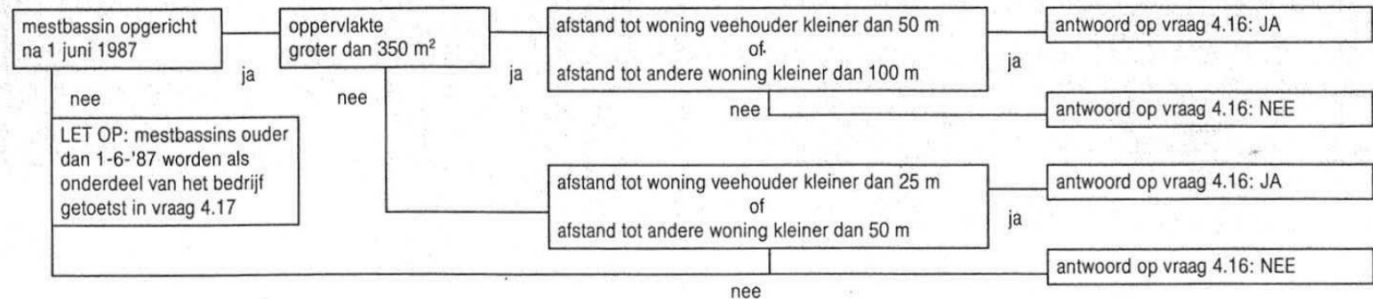 mestbassin opgericht
na 1 juni 1987
ja
nee
oppervlakte
groter dan 350 m²
ja
nee
afstand tot woning veehouder kleiner dan 50 m
of
afstand tot andere woning kleiner dan 100 m
ja
nee
antwoord op vraag 4.16: JA
antwoord op vraag 4.16: NEE
LET OP: mestbassins ouder
dan 1-6-'87 worden als
onderdeel van het bedrijf
getoetst in vraag 4.17
afstand tot woning veehouder kleiner dan 25 m
of
afstand tot andere woning kleiner dan 50 m
ja
nee
antwoord op vraag 4.16: JA
antwoord op vraag 4.16: NEE